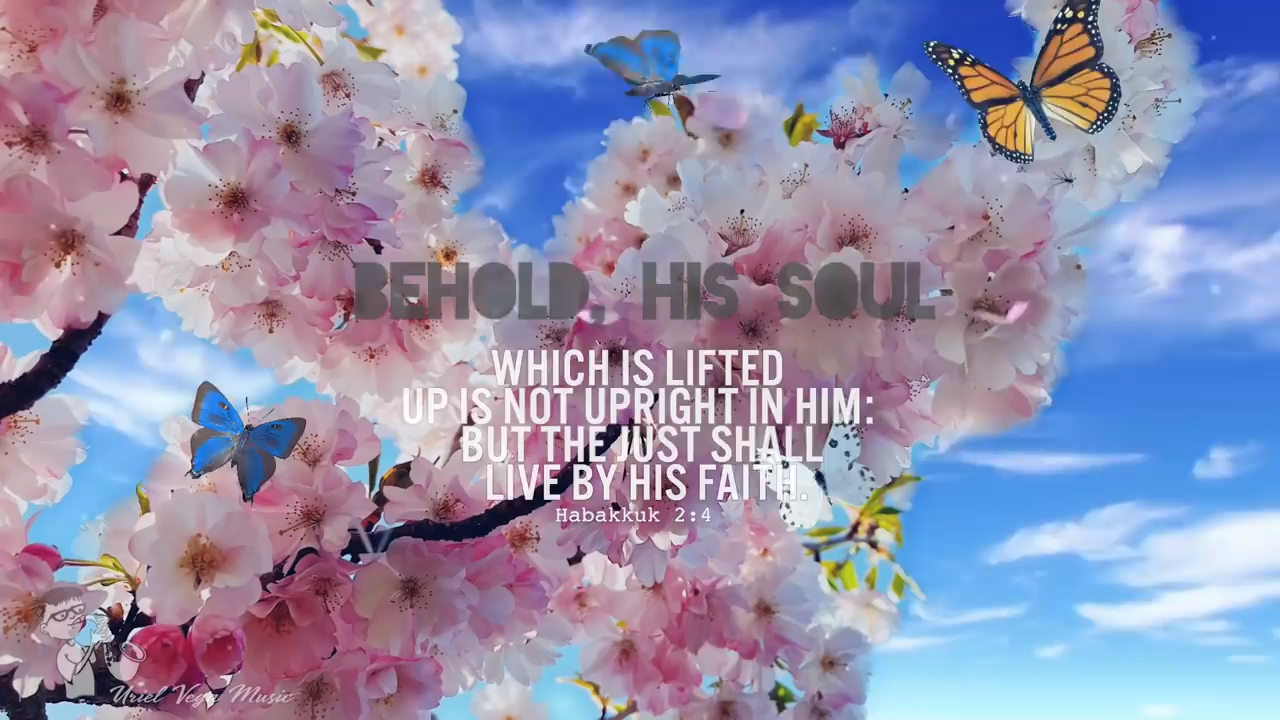 BEHOLD, HIS SOUL
WHICH IS LIFTED
UP IS NOT UPRIGHT IN HIM:
BUT THE JUST SHALL
LIVE BY HIS FAITH.
Habakkuk 2:4
Uriel Vega Music